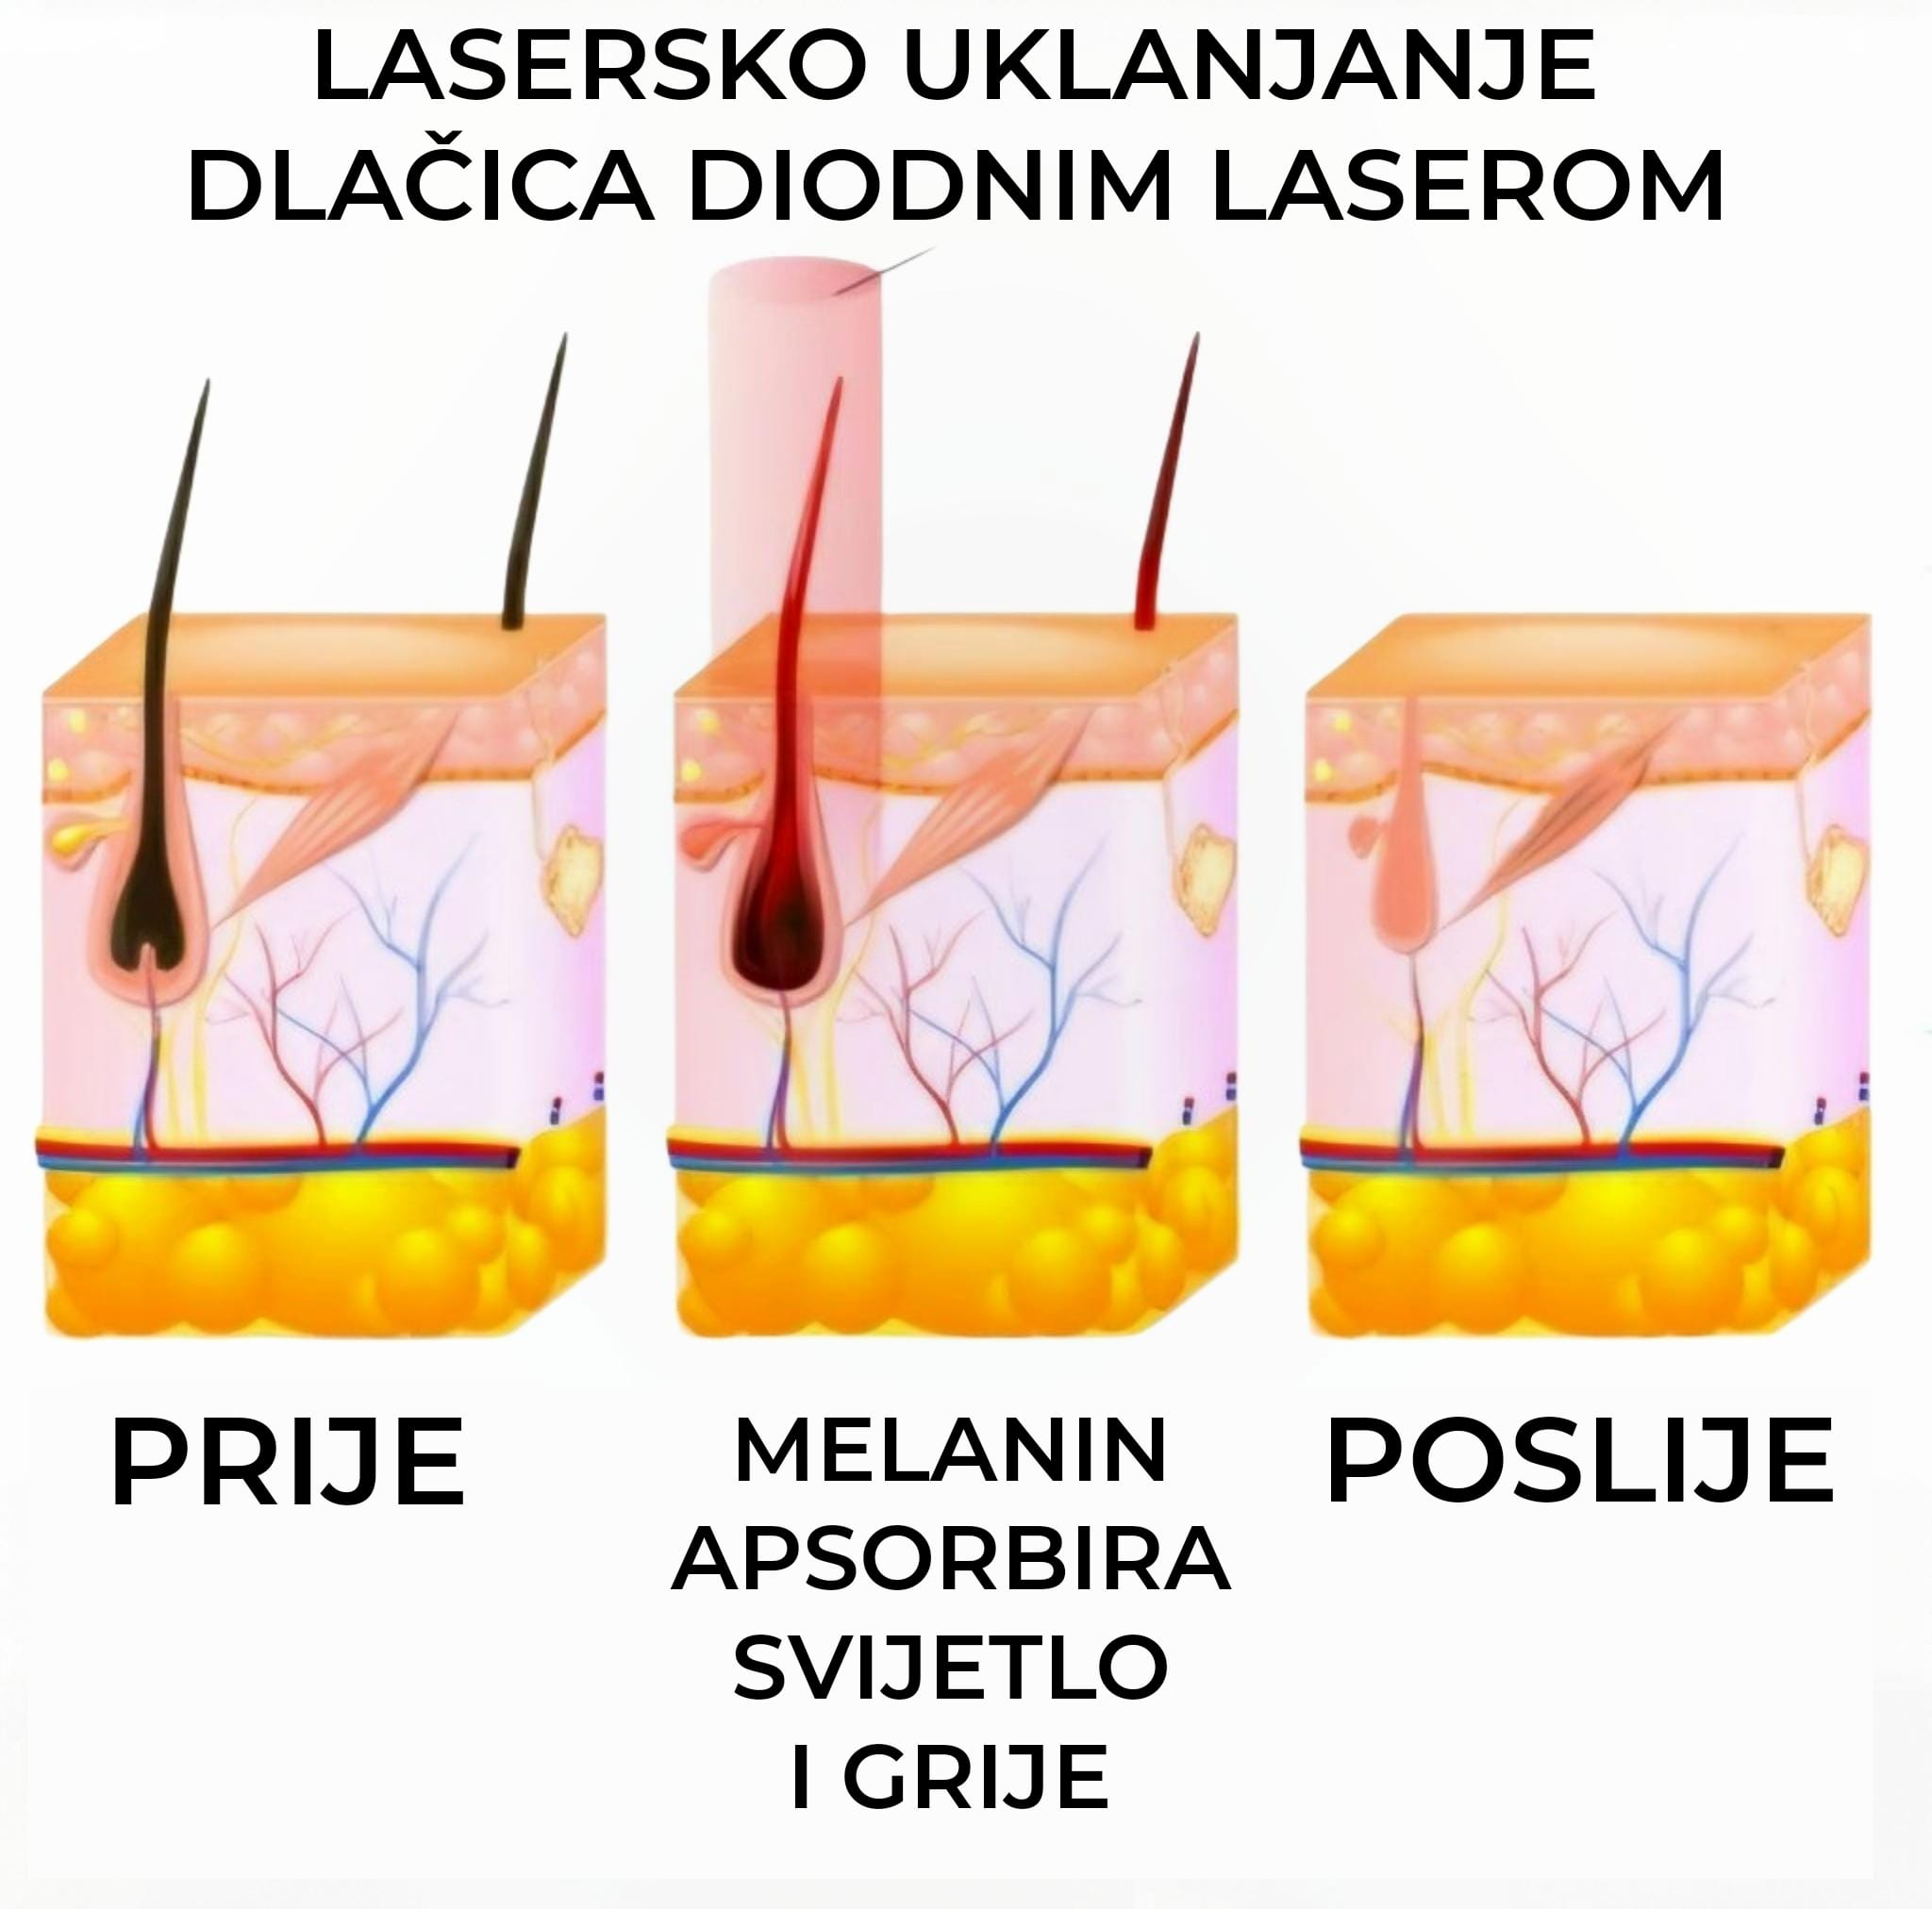 LASERSKO UKLANJANJE
DLAČICA DIODNIM LASEROM
PRIJE
MELANIN
APSORBIRA
SVIJETLO
I GRIJE
POSLIJE